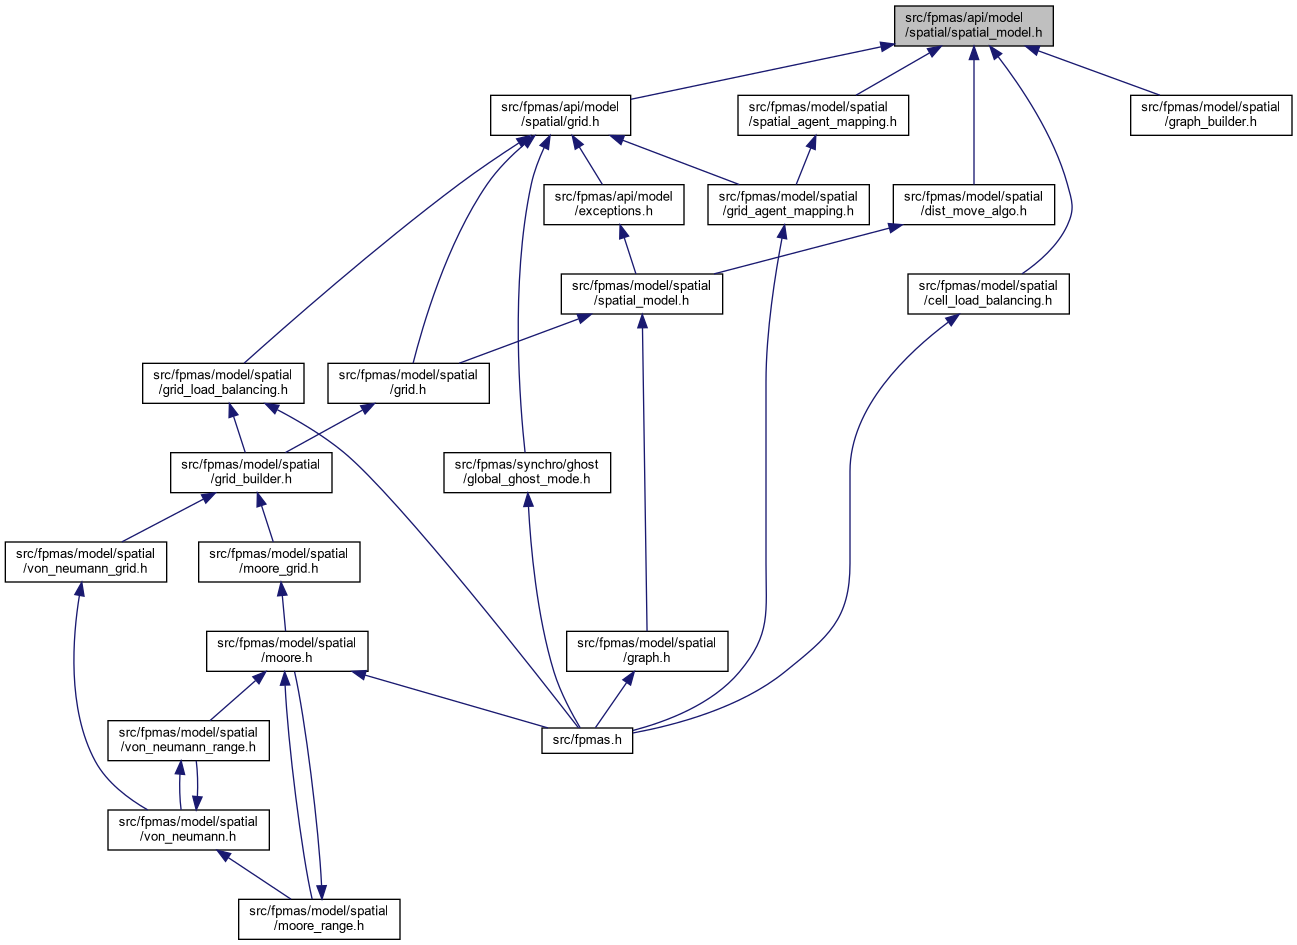 src/fpmas/api/model
/spatial/spatial_model.h
src/fpmas/api/model
/spatial/grid.h
src/fpmas/model/spatial
/spatial_agent_mapping.h
src/fpmas/model/spatial
/graph_builder.h
src/fpmas/api/model
/exceptions.h
src/fpmas/model/spatial
/grid_agent_mapping.h
src/fpmas/model/spatial
/dist_move_algo.h
src/fpmas/model/spatial
/spatial_model.h
src/fpmas/model/spatial
/cell_load_balancing.h
src/fpmas/model/spatial
/grid_load_balancing.h
src/fpmas/model/spatial
/grid.h
src/fpmas/model/spatial
/grid_builder.h
src/fpmas/synchro/ghost
/global_ghost_mode.h
src/fpmas/model/spatial
/von_neumann_grid.h
src/fpmas/model/spatial
/moore_grid.h
src/fpmas/model/spatial
/moore.h
src/fpmas/model/spatial
/graph.h
src/fpmas/model/spatial
/von_neumann_range.h
src/fpmas.h
src/fpmas/model/spatial
/von_neumann.h
src/fpmas/model/spatial
/moore_range.h